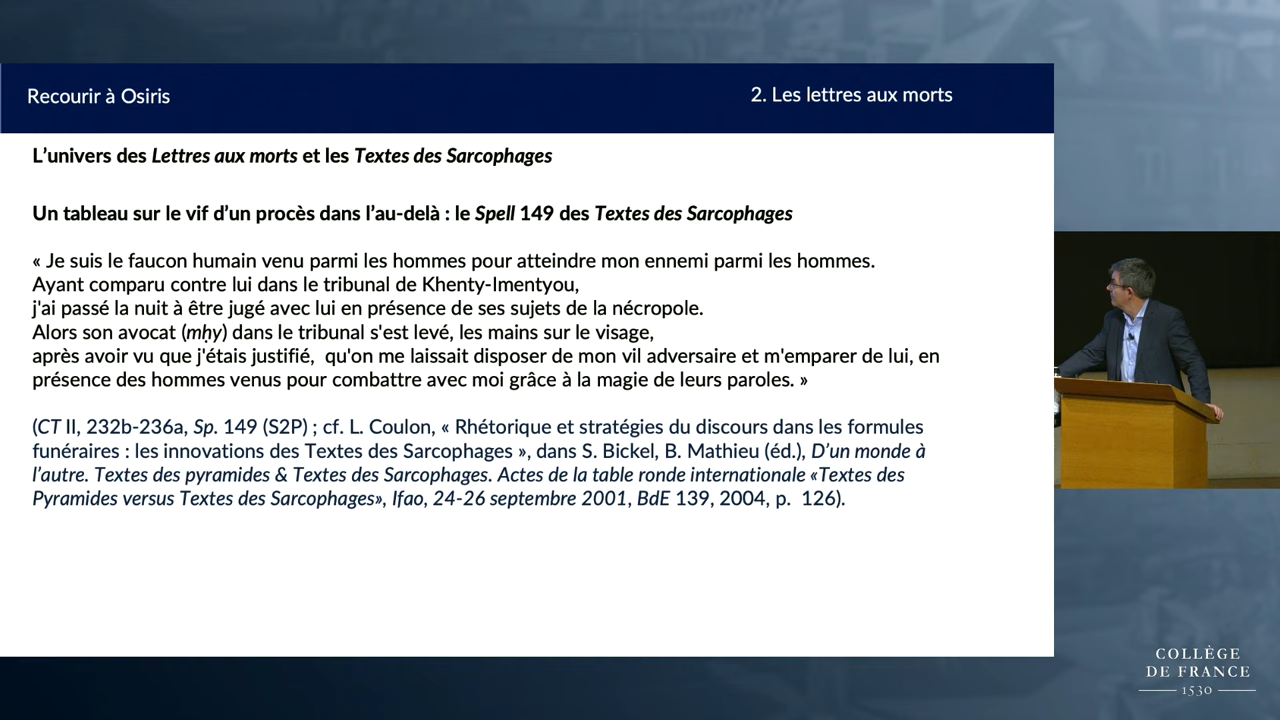 Recourir à Osiris
2. Les lettres aux morts
L’univers des Lettres aux morts et les Textes des Sarcophages
Un tableau sur le vif d’un procès dans l’au-delà : le Spell 149 des Textes des Sarcophages
« Je suis le faucon humain venu parmi les hommes pour atteindre mon ennemi parmi les hommes.
Ayant comparu contre lui dans le tribunal de Khenty-Imentyou,
j'ai passé la nuit à être jugé avec lui en présence de ses sujets de la nécropole.
Alors son avocat (mḥy) dans le tribunal s'est levé, les mains sur le visage,
après avoir vu que j'étais justifié,  qu'on me laissait disposer de mon vil adversaire et m'emparer de lui, en
présence des hommes venus pour combattre avec moi grâce à la magie de leurs paroles. »
(CT II, 232b-236a, Sp. 149 (S2P) ; cf. L. Coulon, « Rhétorique et stratégies du discours dans les formules
funéraires : les innovations des Textes des Sarcophages », dans S. Bickel, B. Mathieu (éd.), D’un monde à
l’autre. Textes des pyramides & Textes des Sarcophages. Actes de la table ronde internationale «Textes des
Pyramides versus Textes des Sarcophages», Ifao, 24-26 septembre 2001, BdE 139, 2004, p.  126).
COLLÈGE
DE FRANCE
1530